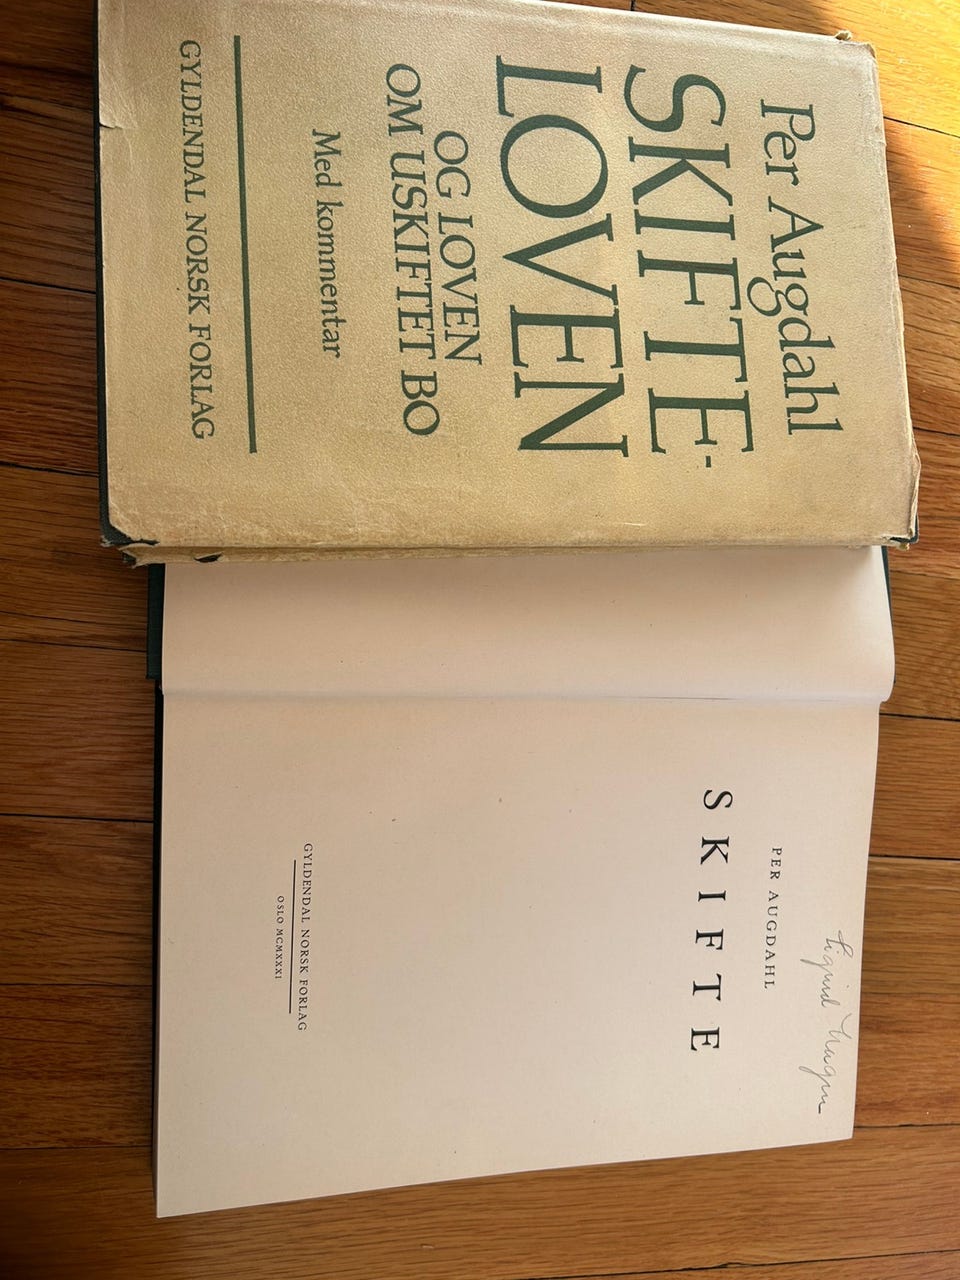 Per Augdahl
SKIFTE-
LOVEN
OG LOVEN
OM USKIFTET BO
Med kommentar
GYLDENDAL NORSK FORLAG
PER AUGDAHL
SKIFTE
GYLDENDAL NORSK FORLAG
OSLO MCMXXXI